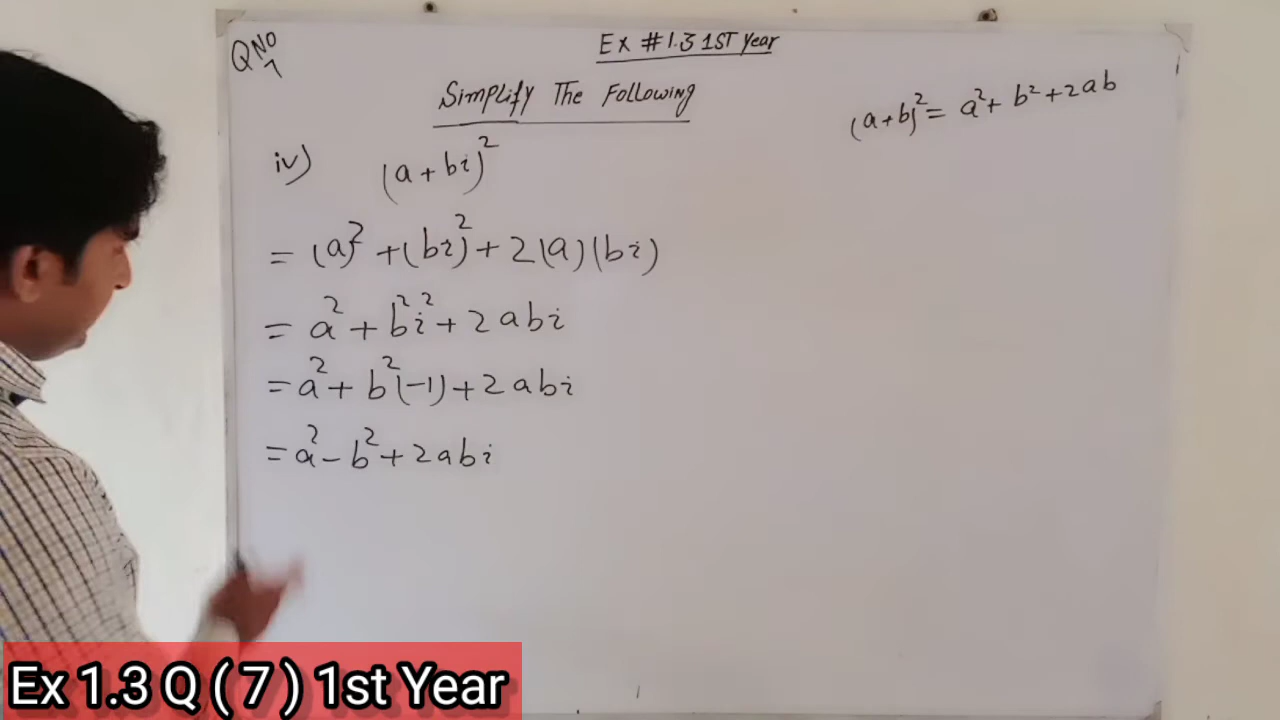 Ex # 1.3 1ST Year
QNO
7
Simplify The Following
(a+b)² = a² + b² + 2ab
iv) (a + bi)²
= (a)² + (bi)² + 2(a)(bi)
= a² + b²i² + 2abi
= a² + b²(-1) + 2abi
= a² - b² + 2abi
Ex 1.3 Q ( 7 ) 1st Year